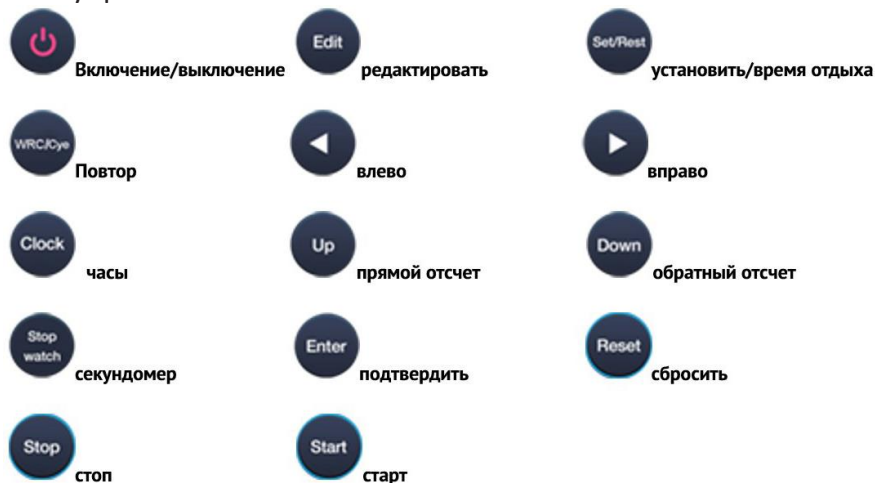 Включение/выключение
Edit
редактировать
Set/Rest
установить/время отдыха
WRC/Cye
Повтор
влево
вправо
Clock
часы
Up
прямой отсчет
Down
обратный отсчет
Stop
watch
секундомер
Enter
подтвердить
Reset
сбросить
Stop
стоп
Start
старт